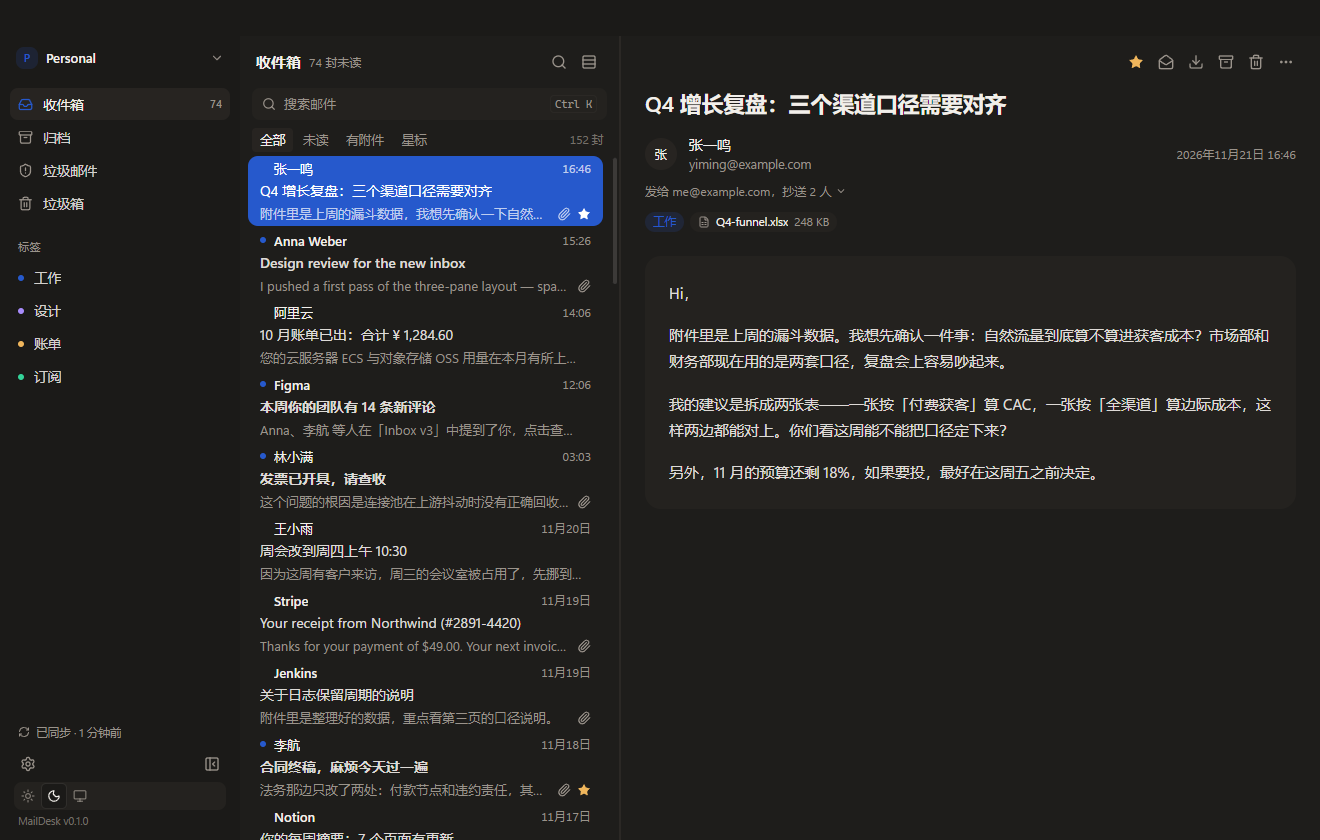 P Personal
收件箱 74
归档
垃圾邮件
垃圾箱
标签
工作
设计
账单
订阅
已同步 · 1 分钟前
MailDesk v0.1.0
收件箱 74 封未读
搜索邮件 Ctrl K
全部 未读 有附件 星标 152 封
张一鸣 16:46
Q4 增长复盘：三个渠道口径需要对齐
附件里是上周的漏斗数据，我想先确认一下自然...
Anna Weber 15:26
Design review for the new inbox
I pushed a first pass of the three-pane layout — spa...
阿里云 14:06
10 月账单已出：合计 ¥ 1,284.60
您的云服务器 ECS 与对象存储 OSS 用量在本月有所上...
Figma 12:06
本周你的团队有 14 条新评论
Anna、李航 等人在「Inbox v3」中提到了你，点击查...
林小满 03:03
发票已开具，请查收
这个问题的根因是连接池在上游抖动时没有正确回收...
王小雨 11月20日
周会改到周四上午 10:30
因为这周有客户来访，周三的会议室被占用了，先挪到...
Stripe 11月19日
Your receipt from Northwind (#2891-4420)
Thanks for your payment of $49.00. Your next invoic...
Jenkins 11月19日
关于日志保留周期的说明
附件里是整理好的数据，重点看第三页的口径说明。
李航 11月18日
合同终稿，麻烦今天过一遍
法务那边只改了两处：付款节点和违约责任，其...
Notion 11月17日
你的每周摘要：7 个页面有更新
Q4 增长复盘：三个渠道口径需要对齐
张 张一鸣
yiming@example.com
2026年11月21日 16:46
发给 me@example.com，抄送 2 人
工作 Q4-funnel.xlsx 248 KB
Hi,
附件里是上周的漏斗数据。我想先确认一件事：自然流量到底算不算进获客成本？市场部和
财务部现在用的是两套口径，复盘会上容易吵起来。
我的建议是拆成两张表——一张按「付费获客」算 CAC，一张按「全渠道」算边际成本，这
样两边都能对上。你们看这周能不能把口径定下来？
另外，11 月的预算还剩 18%，如果要投，最好在这周五之前决定。